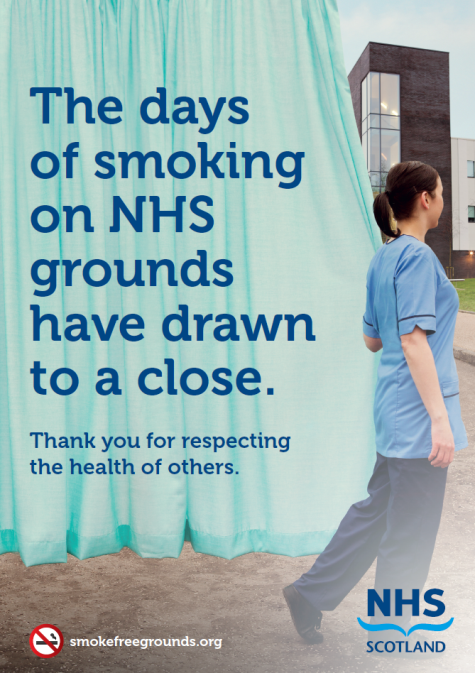 The days
of smoking
on NHS
grounds
have drawn
to a close.
Thank you for respecting
the health of others.
smokefreegrounds.org
NHS
SCOTLAND